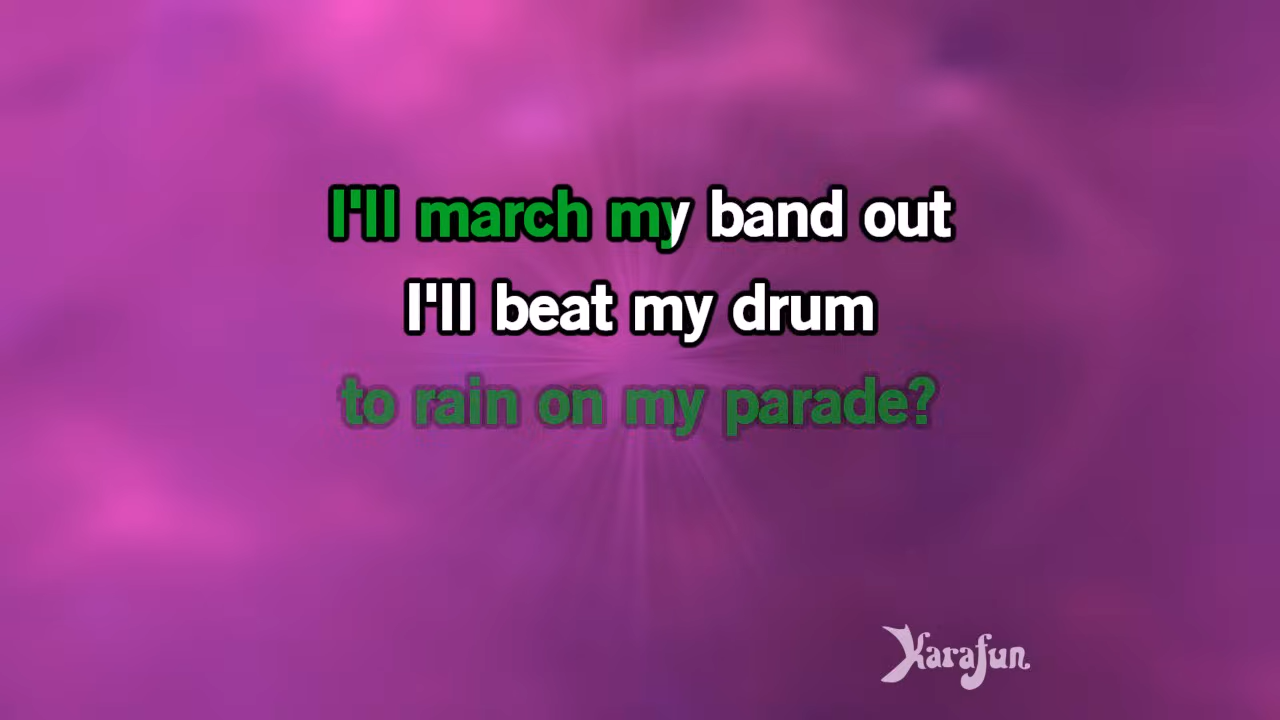 I'll march my band out
I'll beat my drum
to rain on my parade?
Karafun